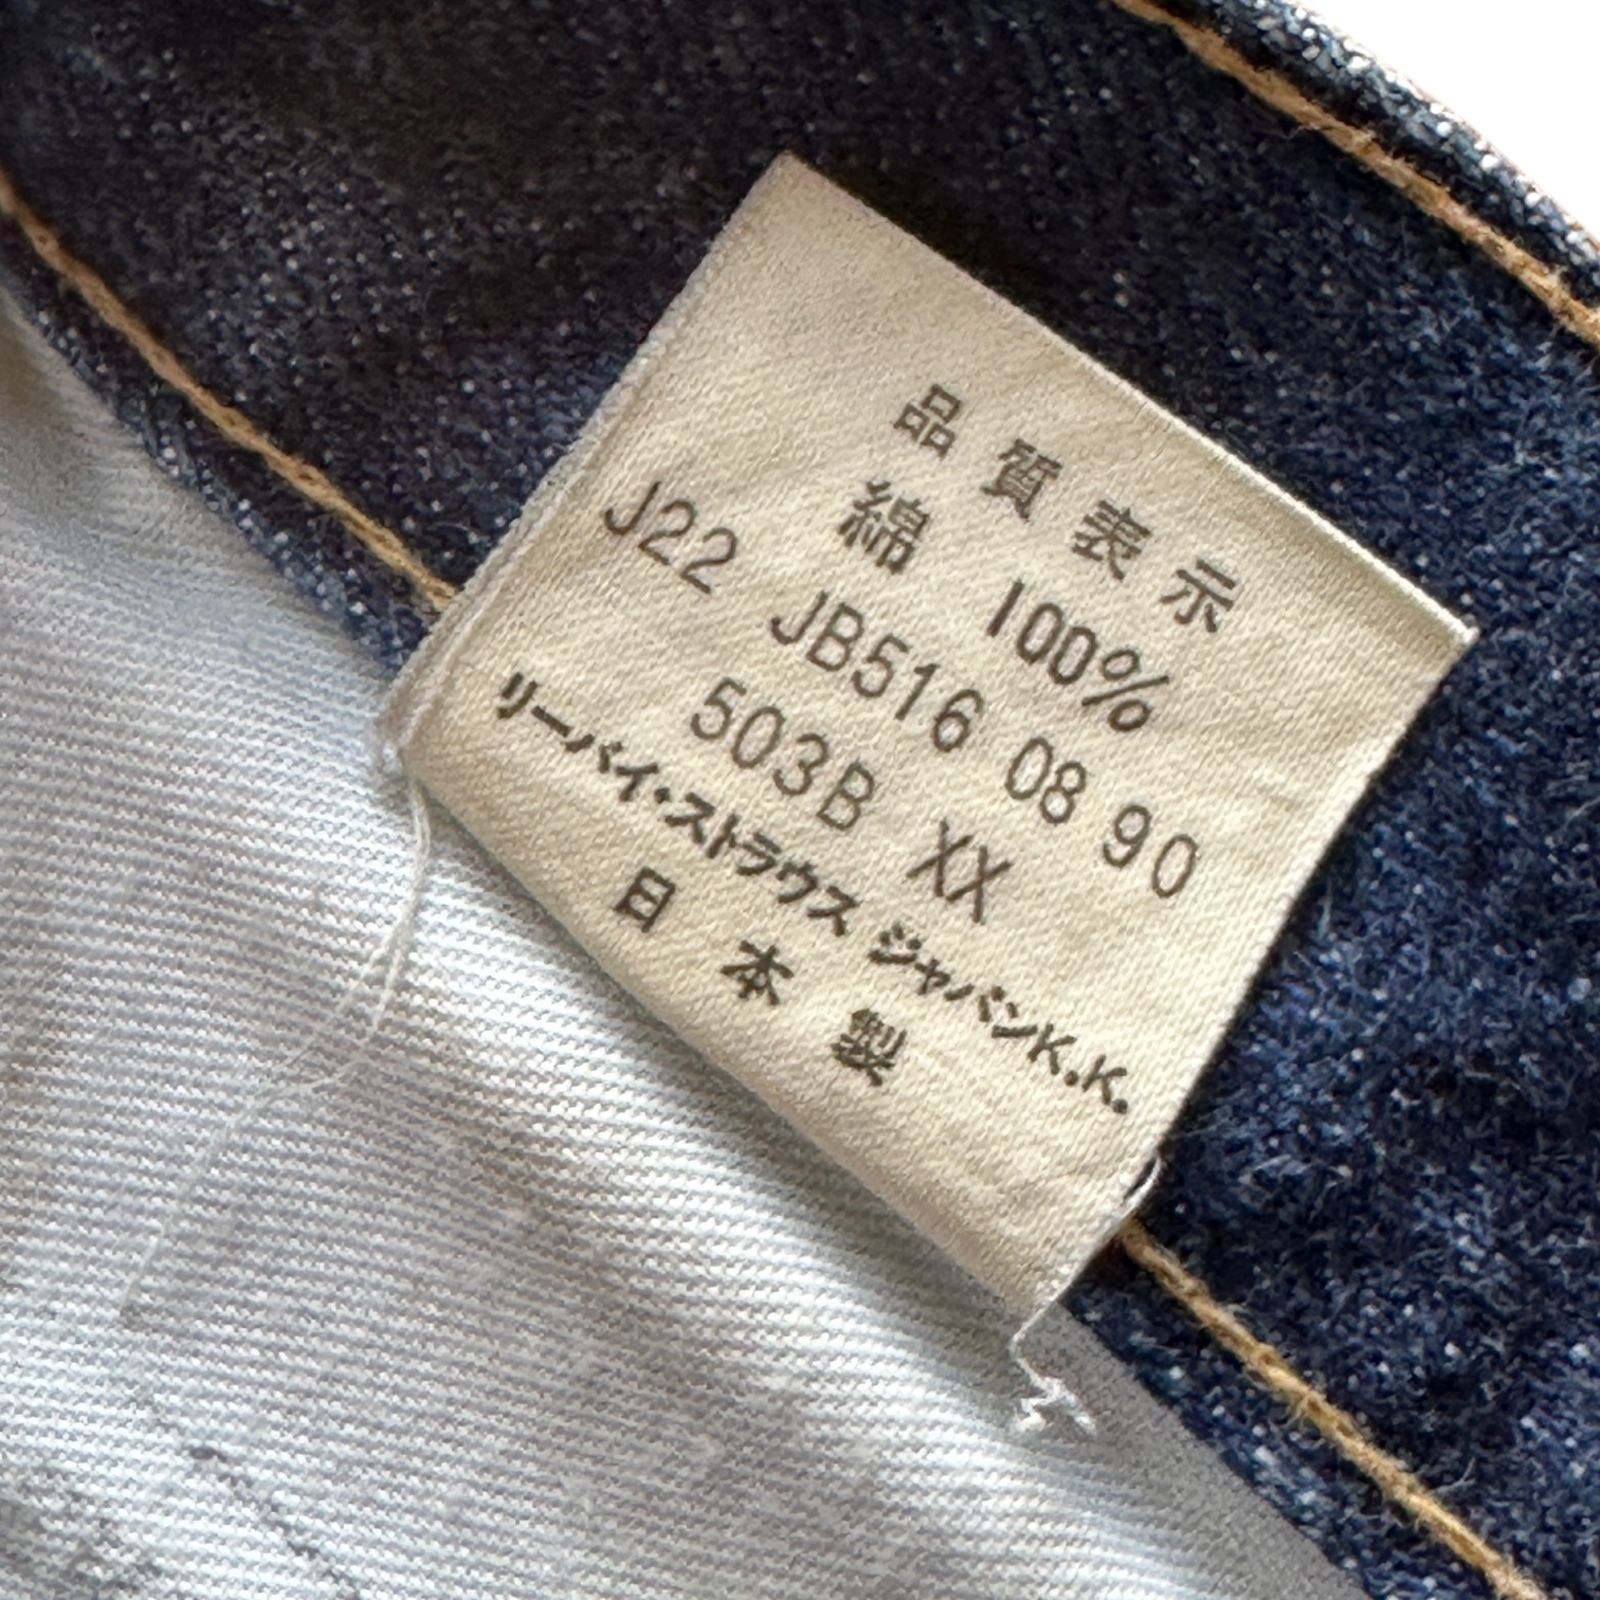 品質表示
綿 100%
J22 JB516 08 90
503B XX
リーバイ・ストラウス ジャパンK.K.
日本製